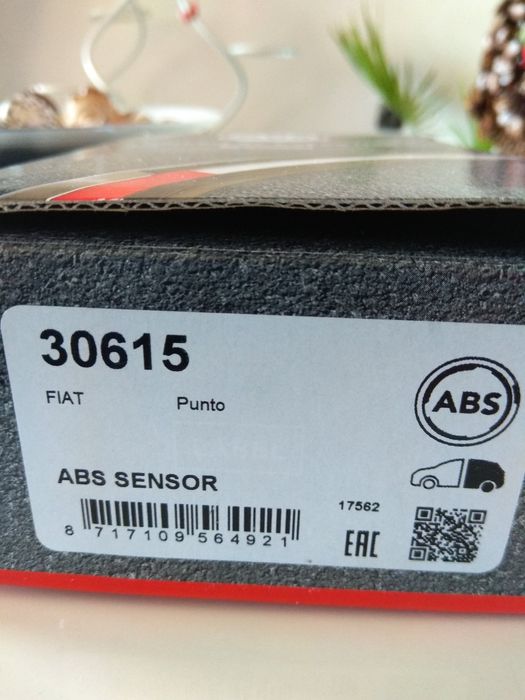 30615
FIAT Punto
ABS
ABS SENSOR
17562
8 717109 564921
EAC